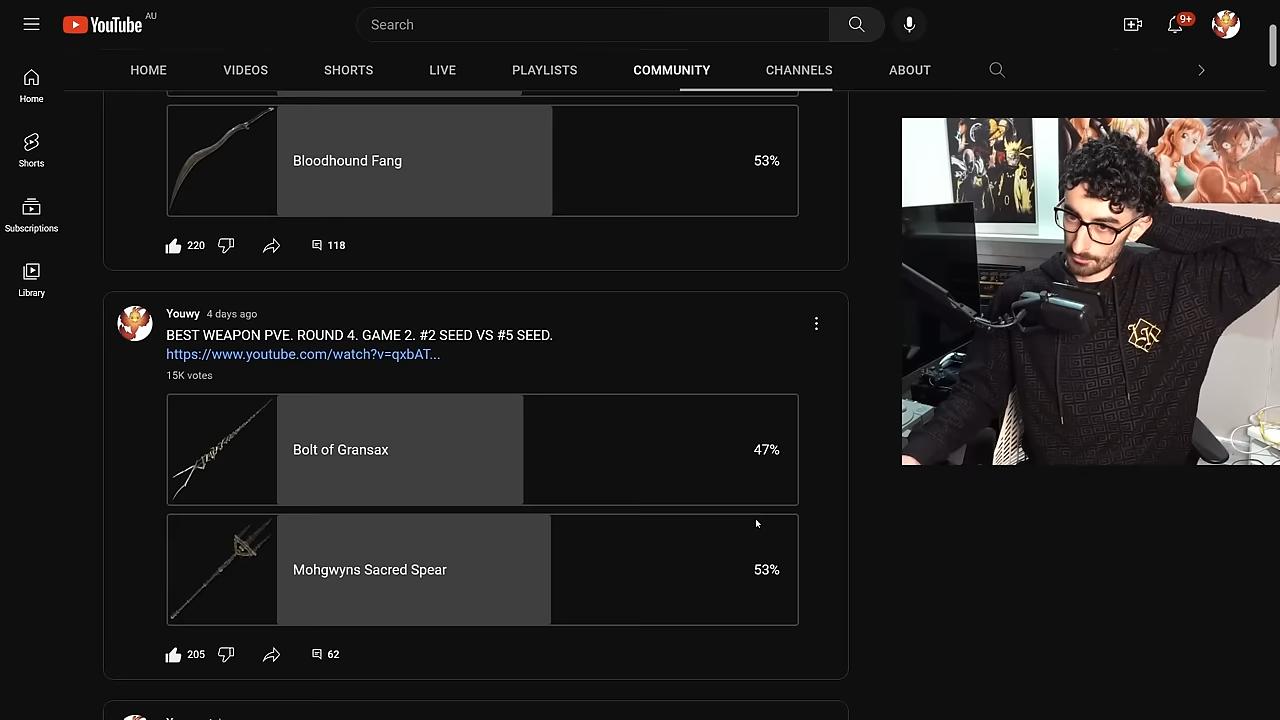 YouTube AU
Search
9+
HOME VIDEOS SHORTS LIVE PLAYLISTS COMMUNITY CHANNELS ABOUT
Home
Shorts
Subscriptions
Library
Bloodhound Fang 53%
220 118
Youwy 4 days ago
BEST WEAPON PVE. ROUND 4. GAME 2. #2 SEED VS #5 SEED.
https://www.youtube.com/watch?v=qxbAT...
15K votes
Bolt of Gransax 47%
Mohgwyns Sacred Spear 53%
205 62